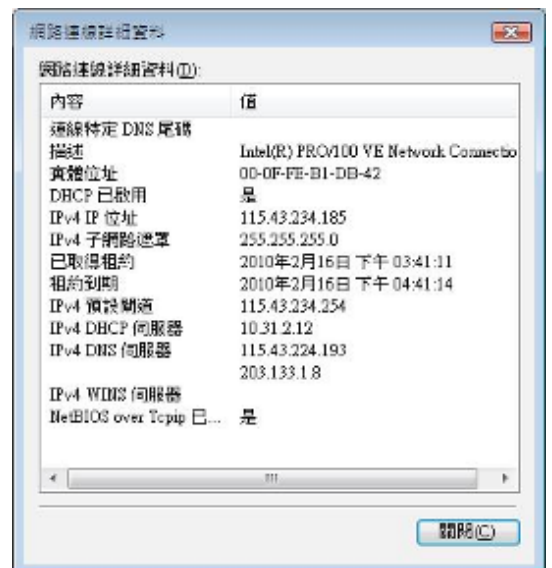 網路連線詳細資料
網路連線詳細資料(D):
內容 值
連線特定 DNS 尾碼
描述 Intel(R) PRO/100 VE Network Connectio
實體位址 00-0F-FE-B1-DB-42
DHCP 已啟用 是
IPv4 IP 位址 115.43.234.185
IPv4 子網路遮罩 255.255.255.0
已取得租約 2010年2月16日 下午 03:41:11
租約到期 2010年2月16日 下午 04:41:14
IPv4 預設閘道 115.43.234.254
IPv4 DHCP 伺服器 10.31.2.12
IPv4 DNS 伺服器 115.43.224.193
203.133.1.8
IPv4 WINS 伺服器
NetBIOS over Tcpip 已... 是
關閉(C)